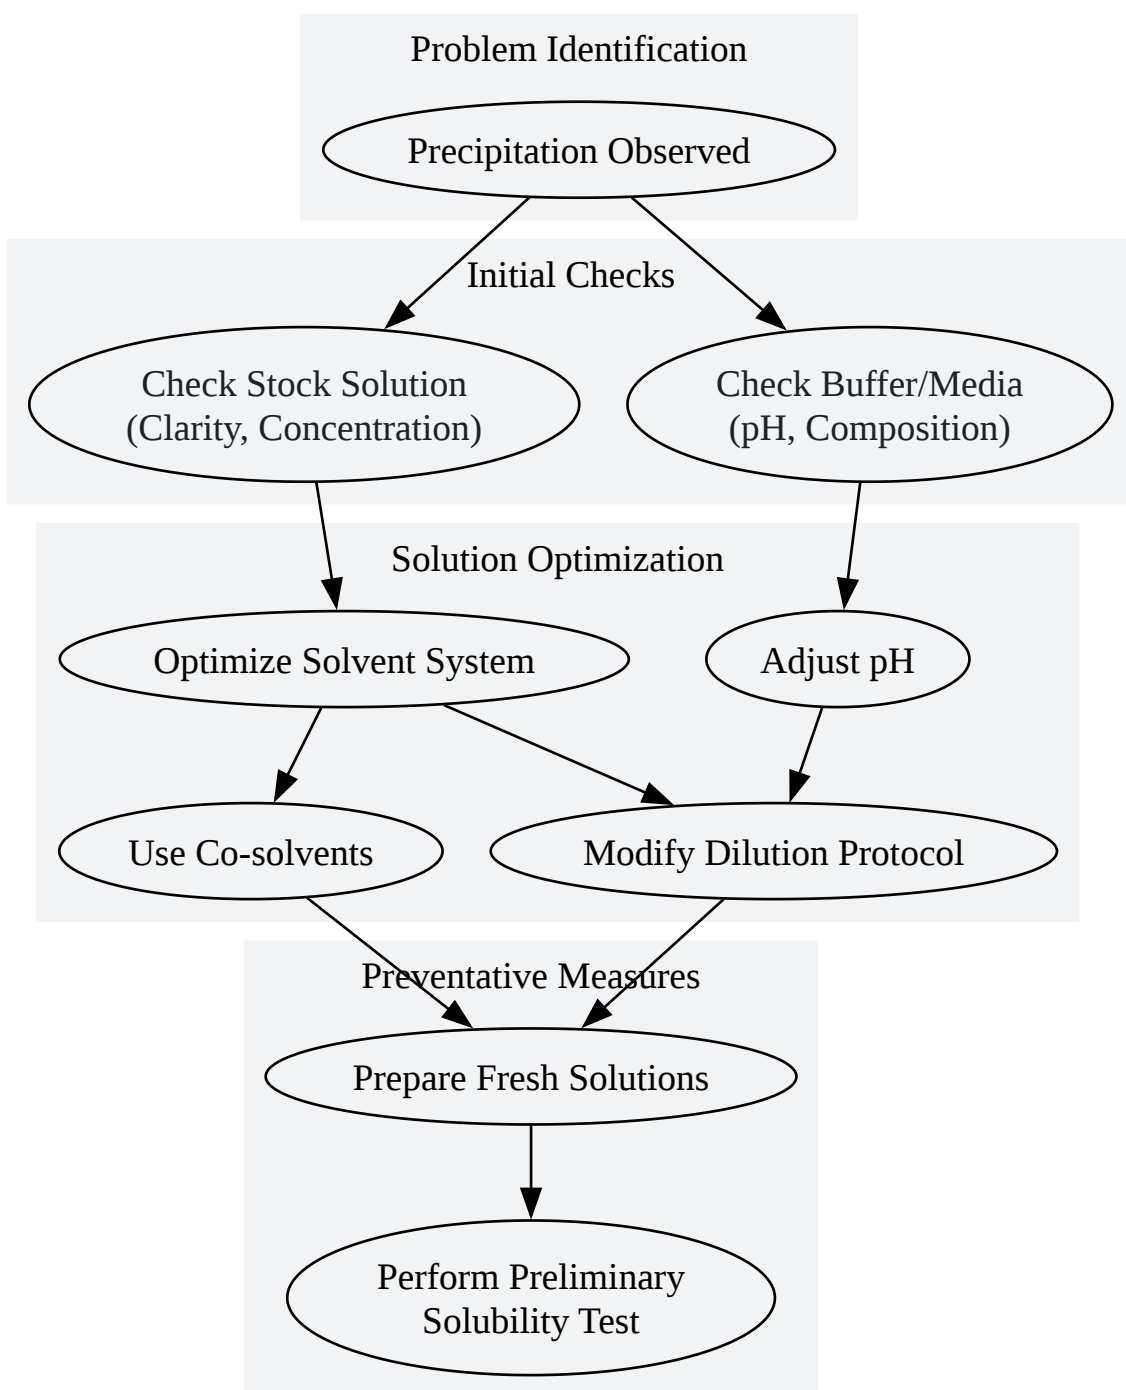 Problem Identification
Precipitation Observed
Initial Checks
Check Stock Solution
(Clarity, Concentration)
Check Buffer/Media
(pH, Composition)
Solution Optimization
Optimize Solvent System
Adjust pH
Use Co-solvents
Modify Dilution Protocol
Preventative Measures
Prepare Fresh Solutions
Perform Preliminary
Solubility Test